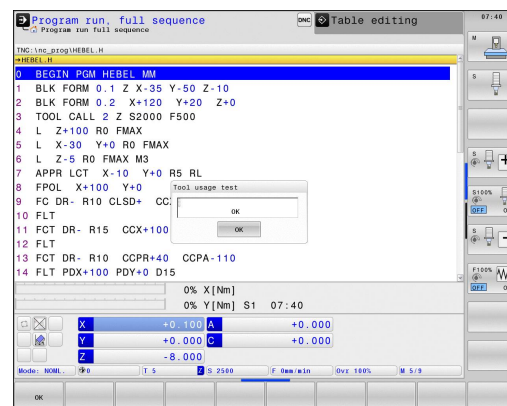 Program run, full sequence
Program run full sequence
DNC
Table editing
07:40
TNC:\nc_prog\HEBEL.H
→HEBEL.H
0 BEGIN PGM HEBEL MM
1 BLK FORM 0.1 Z X-35 Y-50 Z-10
2 BLK FORM 0.2 X+120 Y+20 Z+0
3 TOOL CALL 2 Z S2000 F500
4 L Z+100 R0 FMAX
5 L X-30 Y+0 R0 FMAX
6 L Z-5 R0 FMAX M3
7 APPR LCT X-10 Y+0 R5 RL
8 FPOL X+100 Y+0
9 FC DR- R10 CLSD+
10 FLT
11 FCT DR- R15 CCX+100
12 FLT
13 FCT DR- R10 CCPR+40 CCPA-110
14 FLT PDX+100 PDY+0 D15
Tool usage test
OK
OK
0% X[Nm]
0% Y[Nm] S1 07:40
X +0.100 A +0.000
Y +0.000 C +0.000
Z -8.000
Mode: NOML. 0 T 5 Z S 2500 F 0mm/min Ovr 100% M 5/9
OK
M
S
S
S100%
OFF
S
F100%
OFF